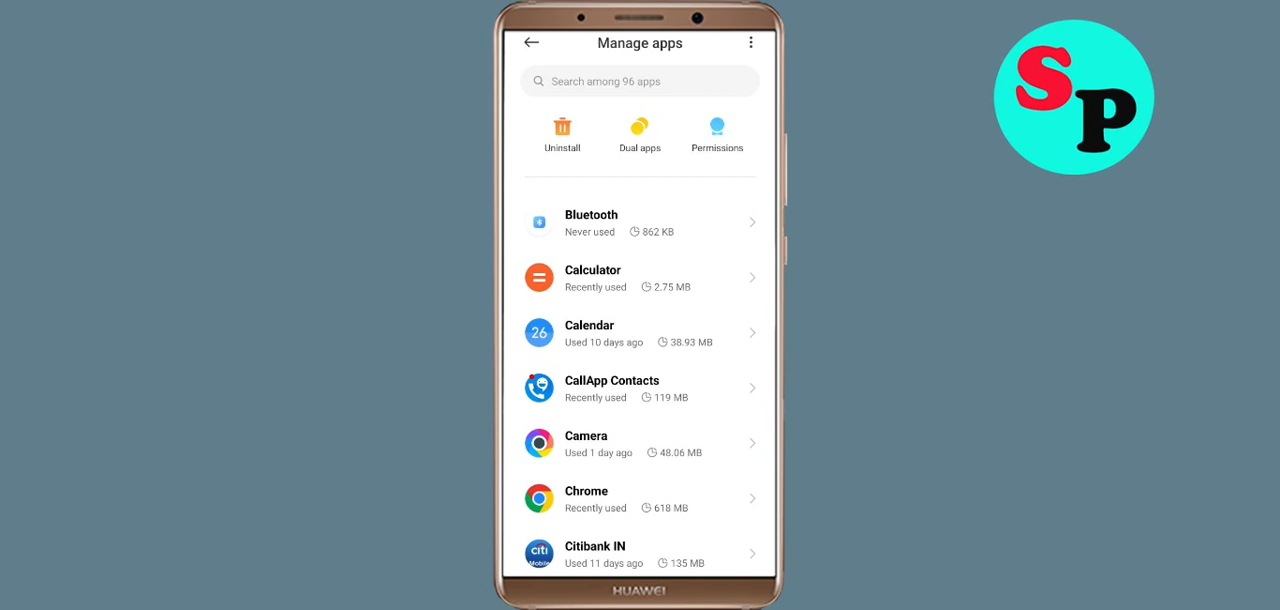 Manage apps
Search among 96 apps
Uninstall Dual apps Permissions
Bluetooth
Never used 862 KB
Calculator
Recently used 2.75 MB
26
Calendar
Used 10 days ago 38.93 MB
CallApp Contacts
Recently used 119 MB
Camera
Used 1 day ago 48.06 MB
Chrome
Recently used 618 MB
citi
Mobile
Citibank IN
Used 11 days ago 135 MB
HUAWEI
SP